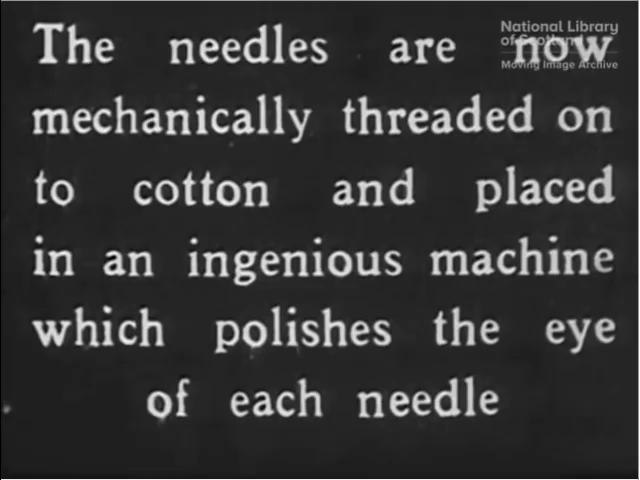 National Library
of Scotland
Moving Image Archive
The needles are now
mechanically threaded on
to cotton and placed
in an ingenious machine
which polishes the eye
of each needle